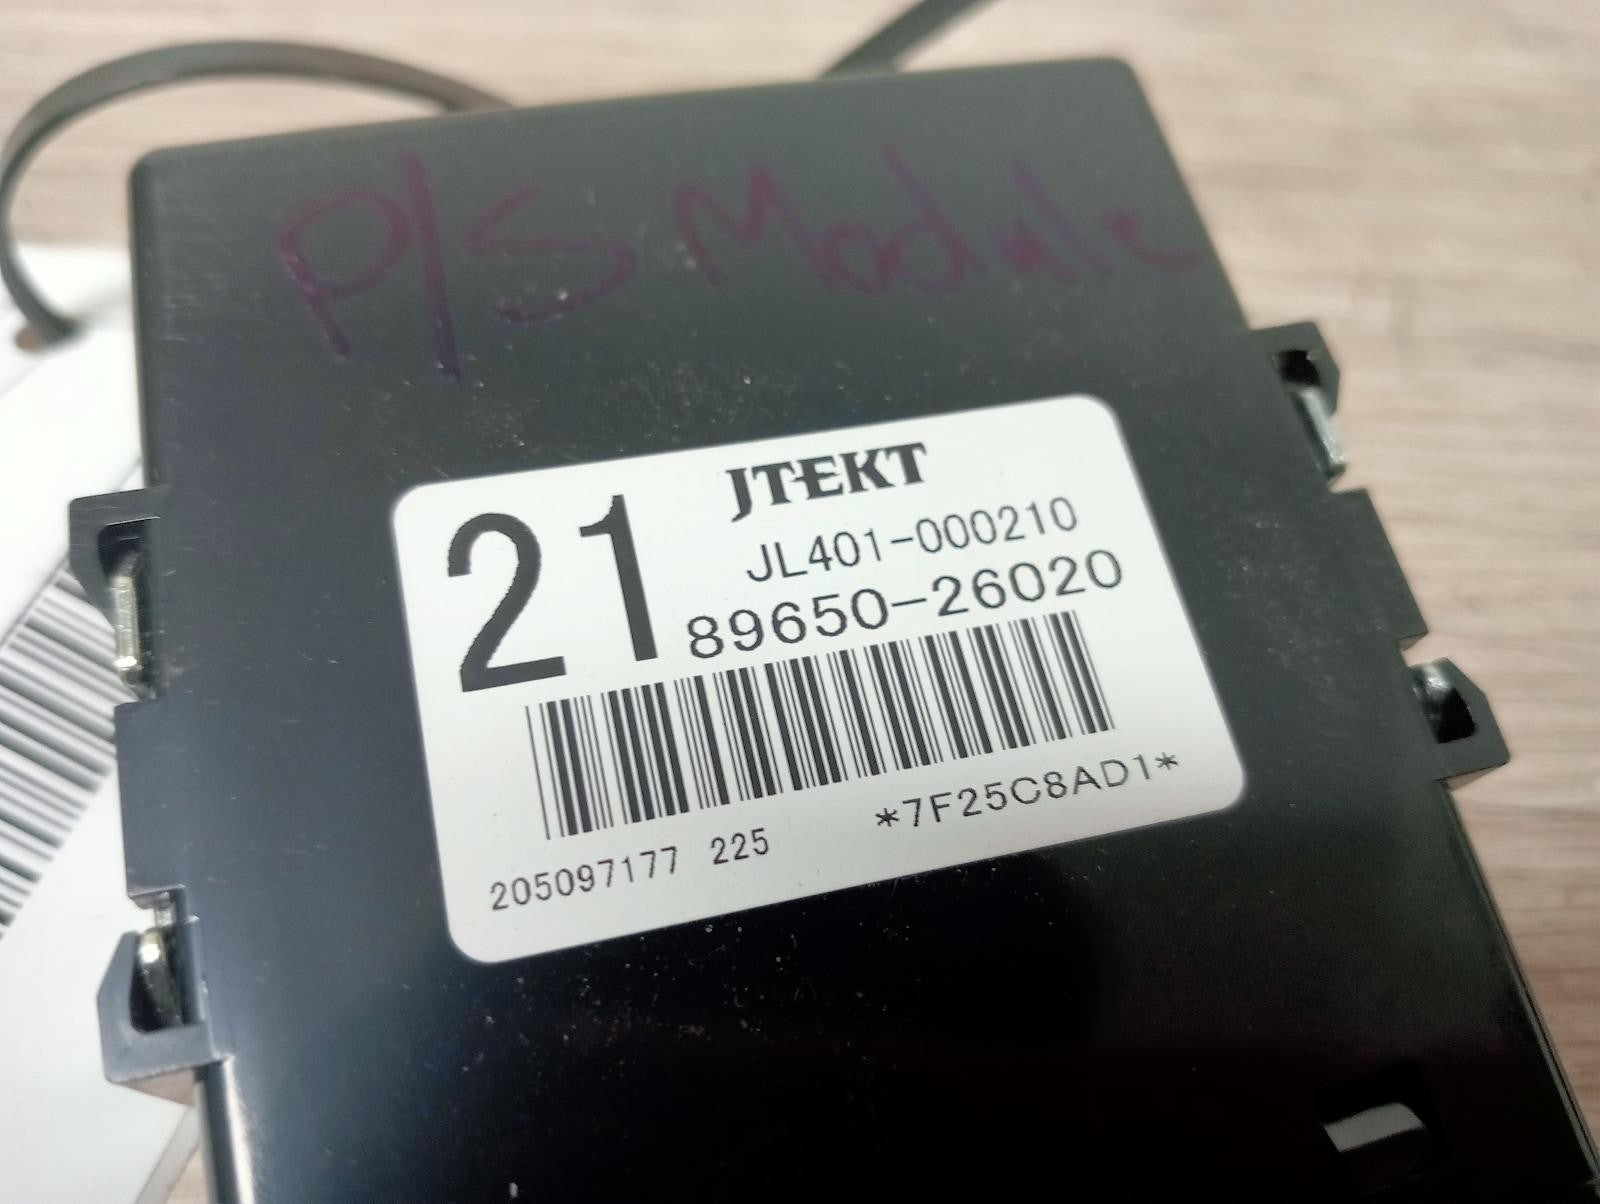 P/S Module
JTEKT
21
JL401-000210
89650-26020
205097177 225
*7F25C8AD1*